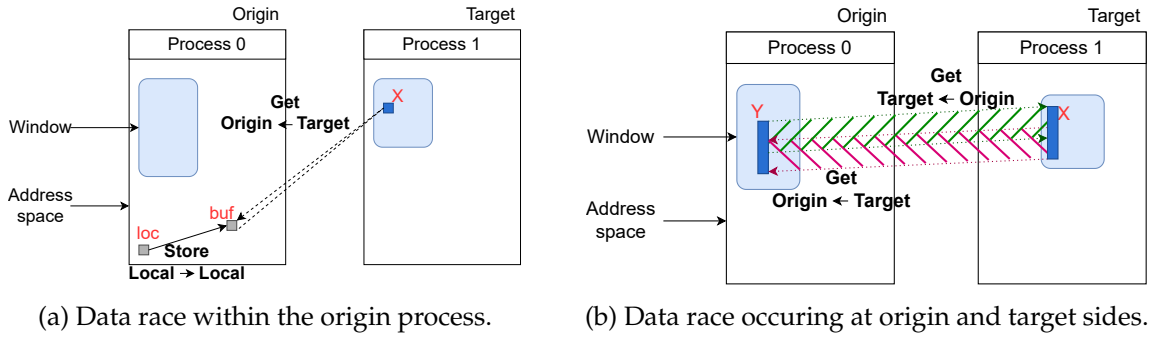 Origin
Target
Process 0
Process 1
X
Get
Origin ← Target
Window
Address
space
buf
loc
Store
Local → Local
(a) Data race within the origin process.
Origin
Target
Process 0
Process 1
Get
Target ← Origin
Y
X
Window
Get
Origin ← Target
Address
space
(b) Data race occuring at origin and target sides.